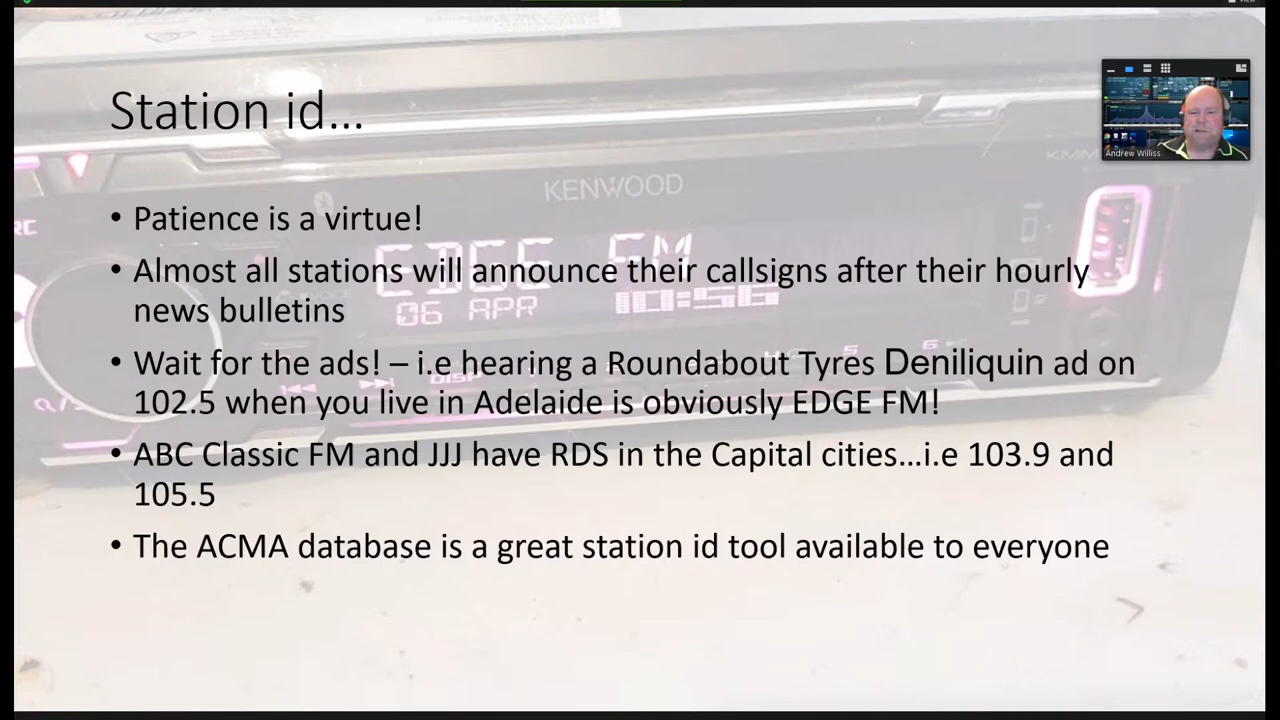 Station id...
Andrew Williss
KENWOOD
• Patience is a virtue!
EDGE FM
• Almost all stations will announce their callsigns after their hourly
news bulletins
06 APR 10:56
• Wait for the ads! – i.e hearing a Roundabout Tyres Deniliquin ad on
102.5 when you live in Adelaide is obviously EDGE FM!
• ABC Classic FM and JJJ have RDS in the Capital cities...i.e 103.9 and
105.5
• The ACMA database is a great station id tool available to everyone